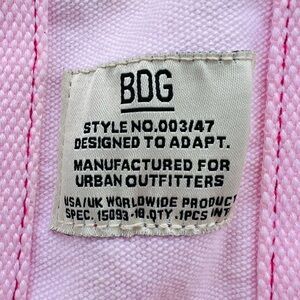 BDG
STYLE NO.003/47
DESIGNED TO ADAPT.
MANUFACTURED FOR
URBAN OUTFITTERS
USA/UK WORLDWIDE PRODUC
SPEC. 15093-18.QTY.1PCS INT